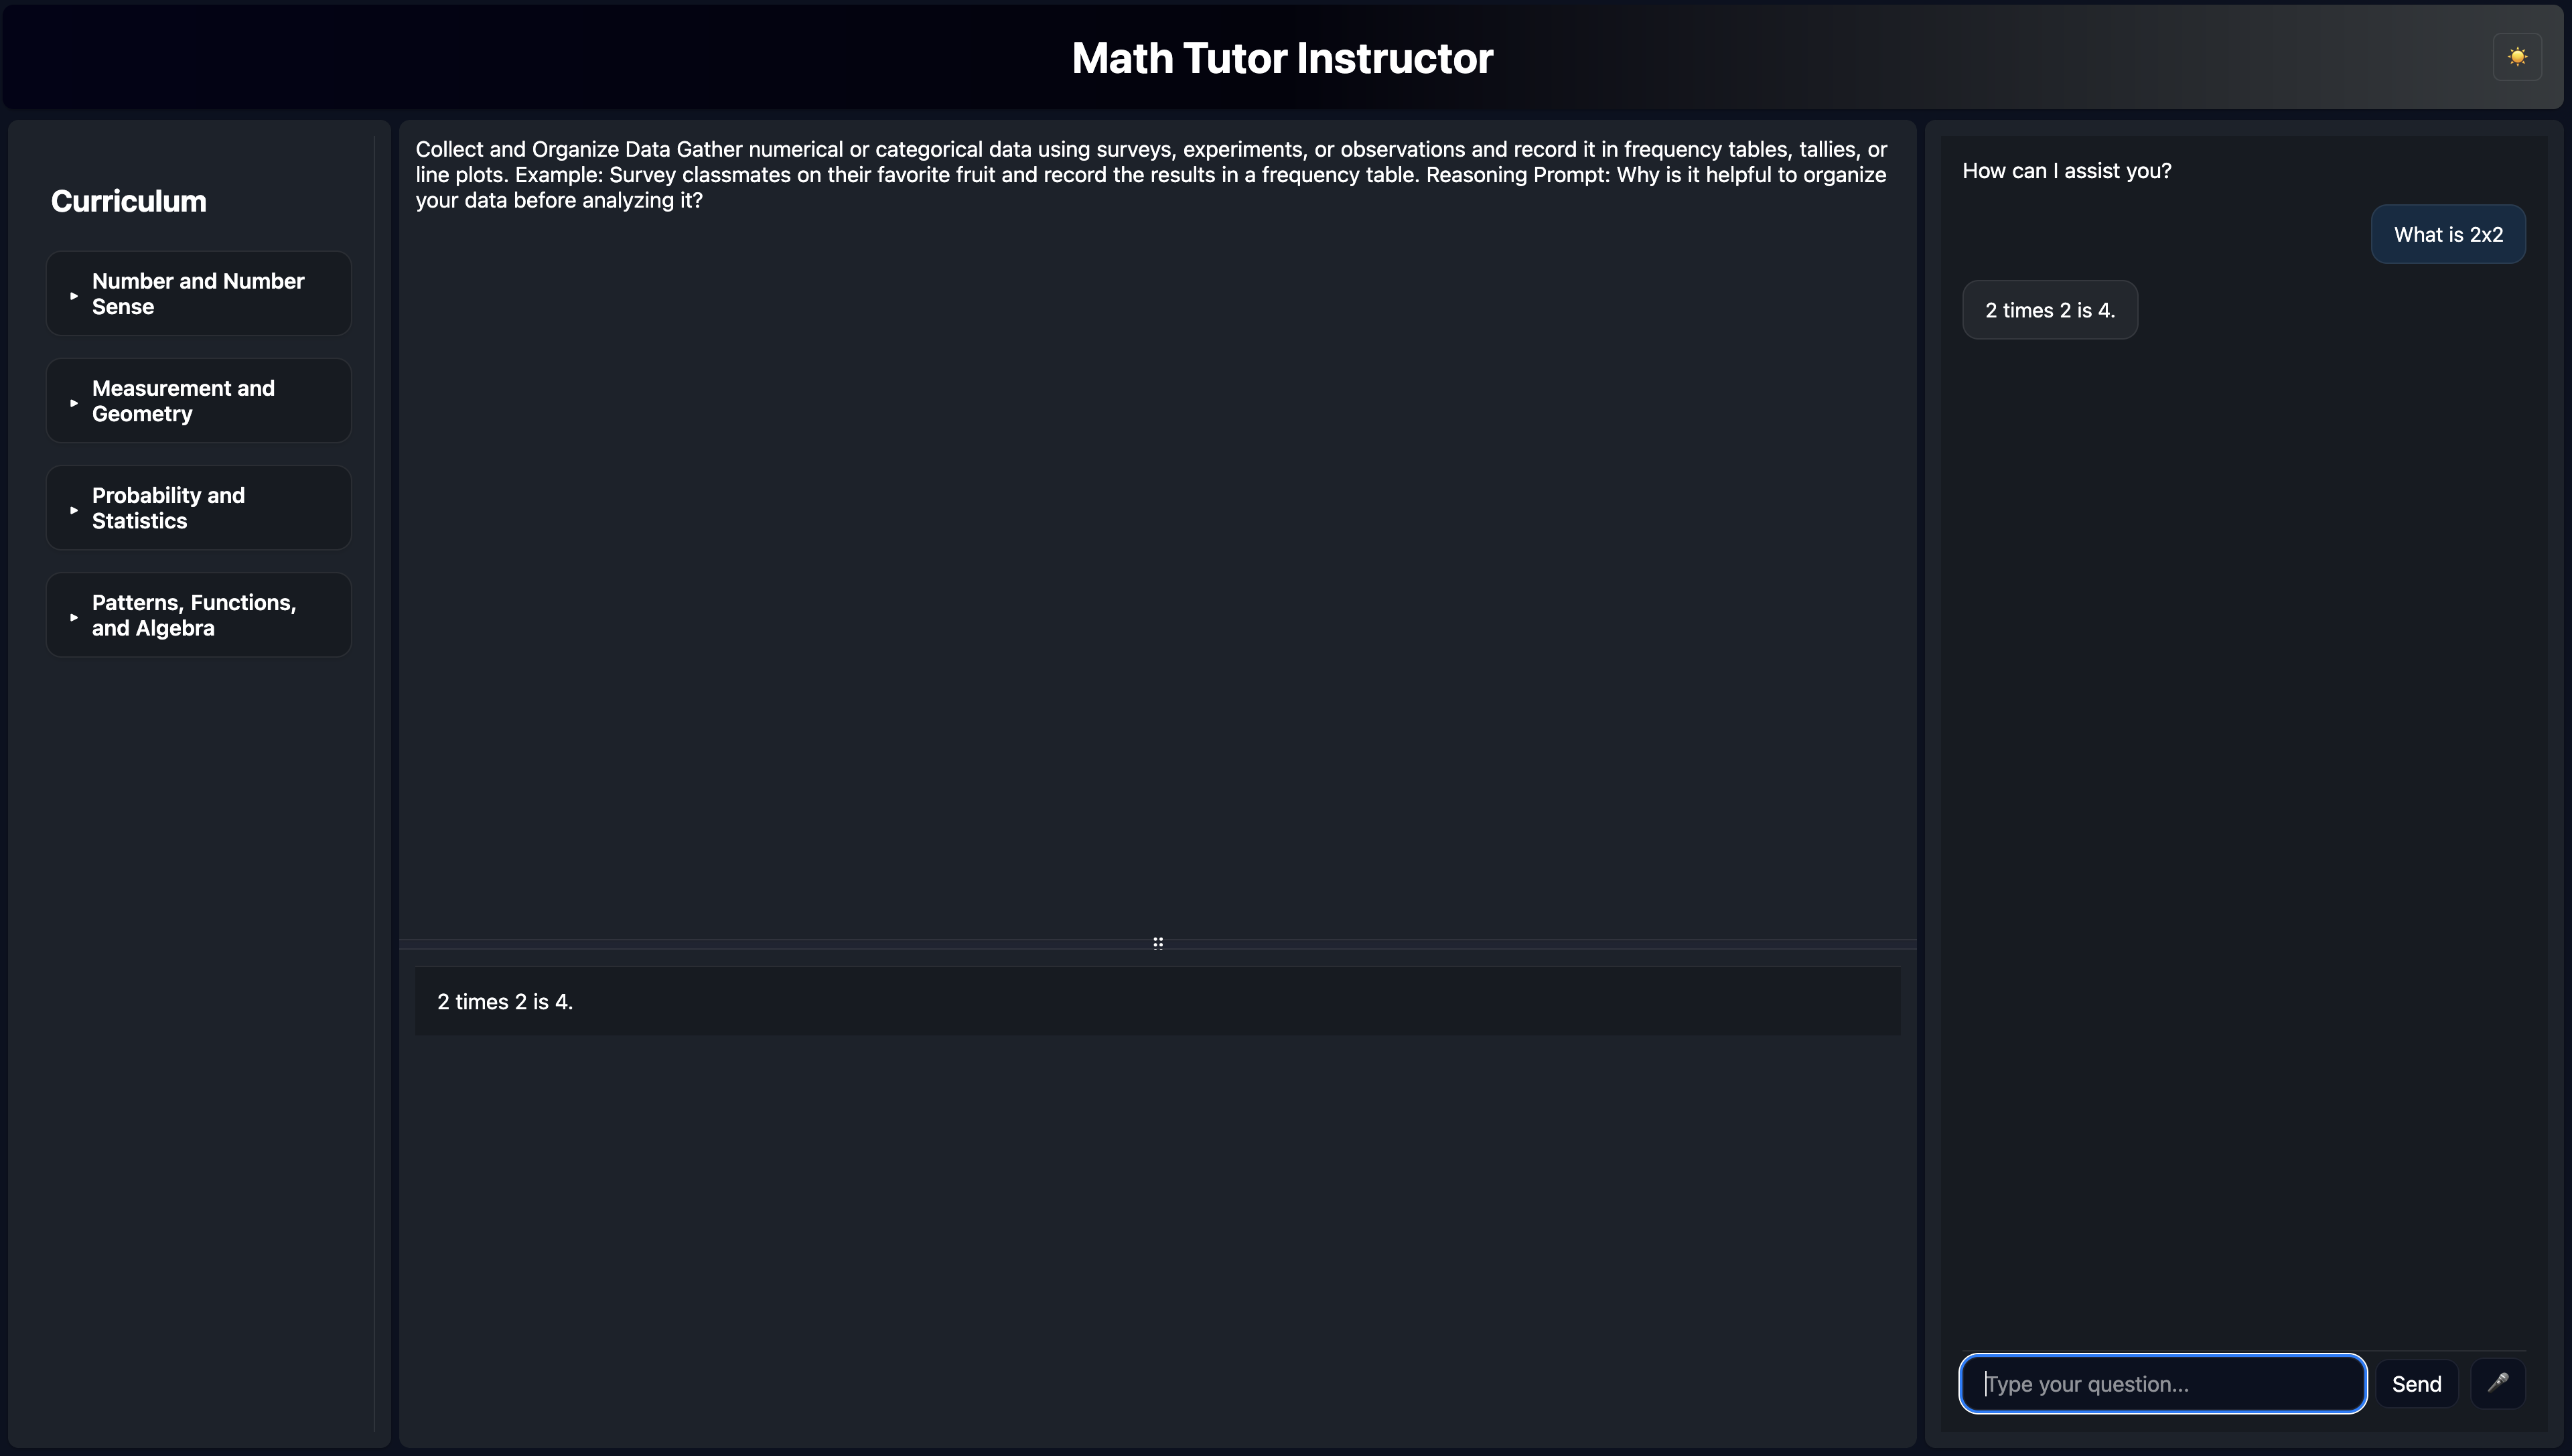 Math Tutor Instructor
Curriculum
Number and Number
Sense
Measurement and
Geometry
Probability and
Statistics
Patterns, Functions,
and Algebra
Collect and Organize Data Gather numerical or categorical data using surveys, experiments, or observations and record it in frequency tables, tallies, or
line plots. Example: Survey classmates on their favorite fruit and record the results in a frequency table. Reasoning Prompt: Why is it helpful to organize
your data before analyzing it?
2 times 2 is 4.
How can I assist you?
What is 2x2
2 times 2 is 4.
Type your question...
Send